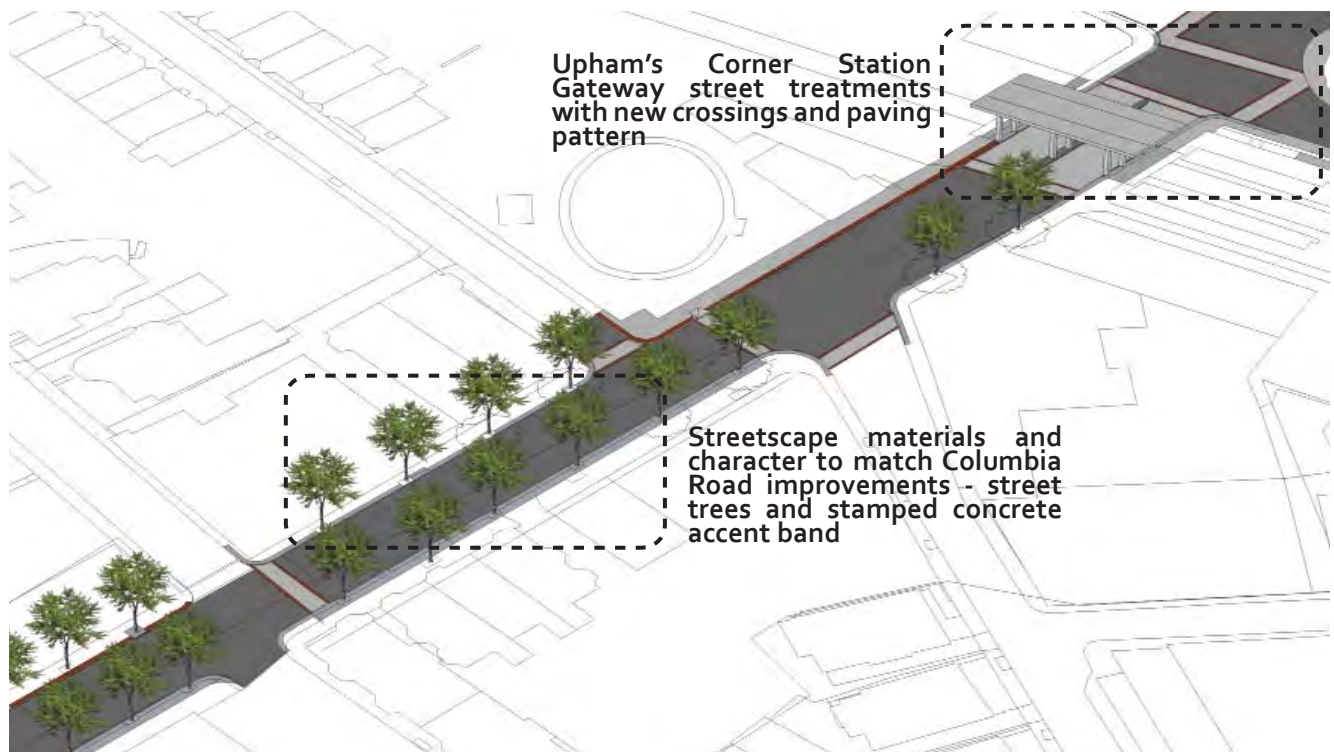 Upham's Corner Station
Gateway street treatments
with new crossings and paving
pattern
Streetscape materials and
character to match Columbia
Road improvements - street
trees and stamped concrete
accent band